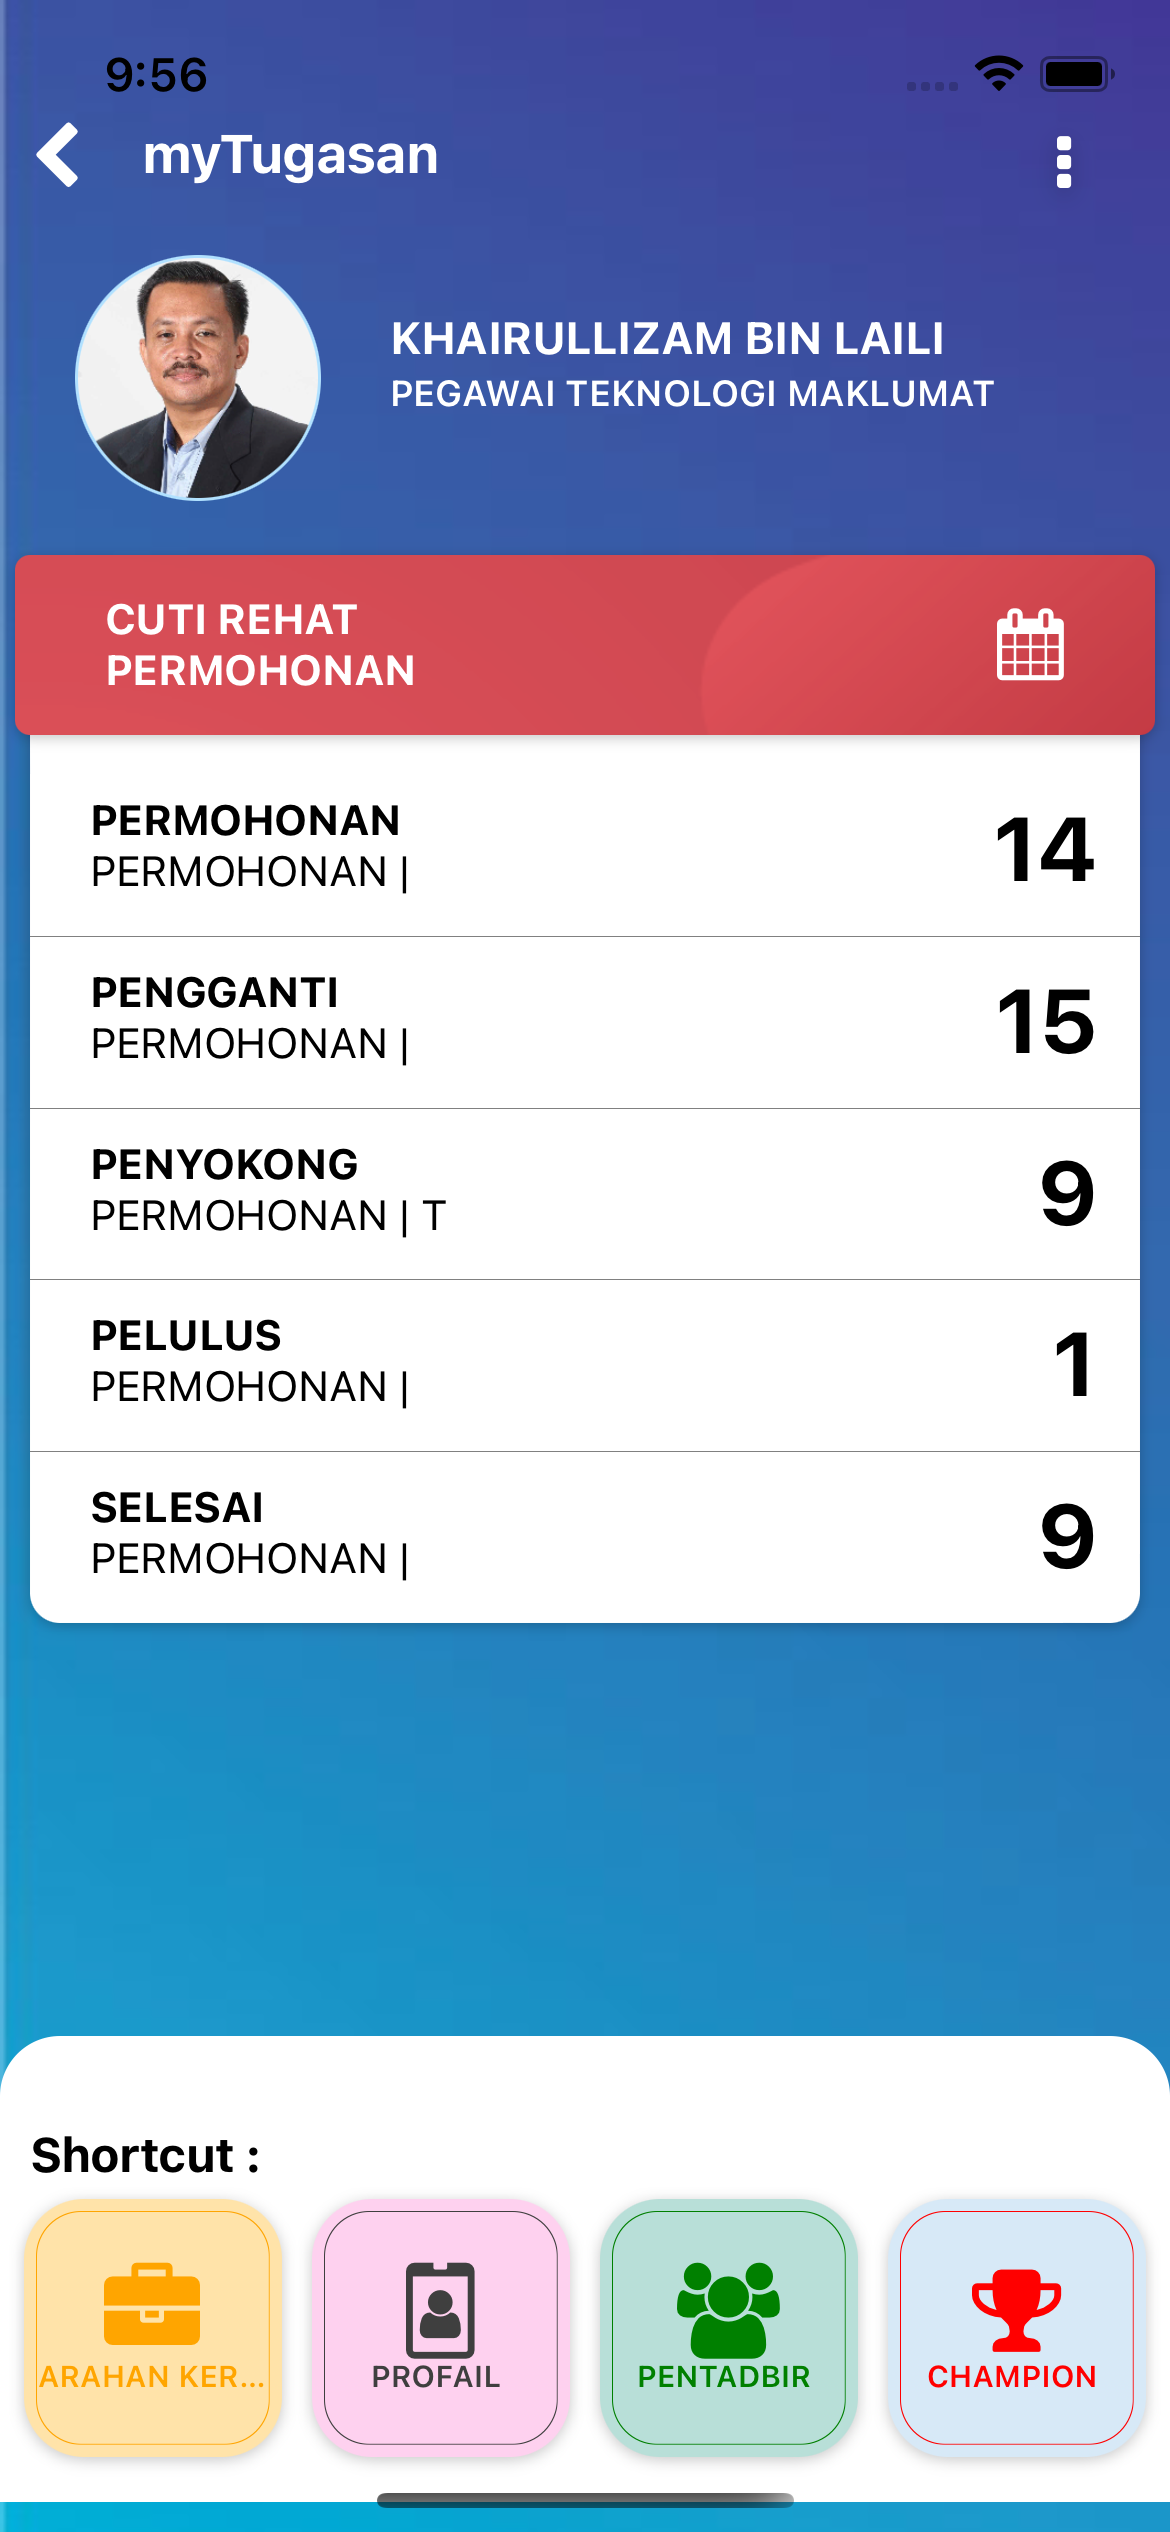 9:56
myTugasan
KHAIRULLIZAM BIN LAILI
PEGAWAI TEKNOLOGI MAKLUMAT
CUTI REHAT
PERMOHONAN
PERMOHONAN
PERMOHONAN |
14
PENGGANTI
PERMOHONAN |
15
PENYOKONG
PERMOHONAN | T
9
PELULUS
PERMOHONAN |
1
SELESAI
PERMOHONAN |
9
Shortcut :
ARAHAN KER...
PROFAIL
PENTADBIR
CHAMPION